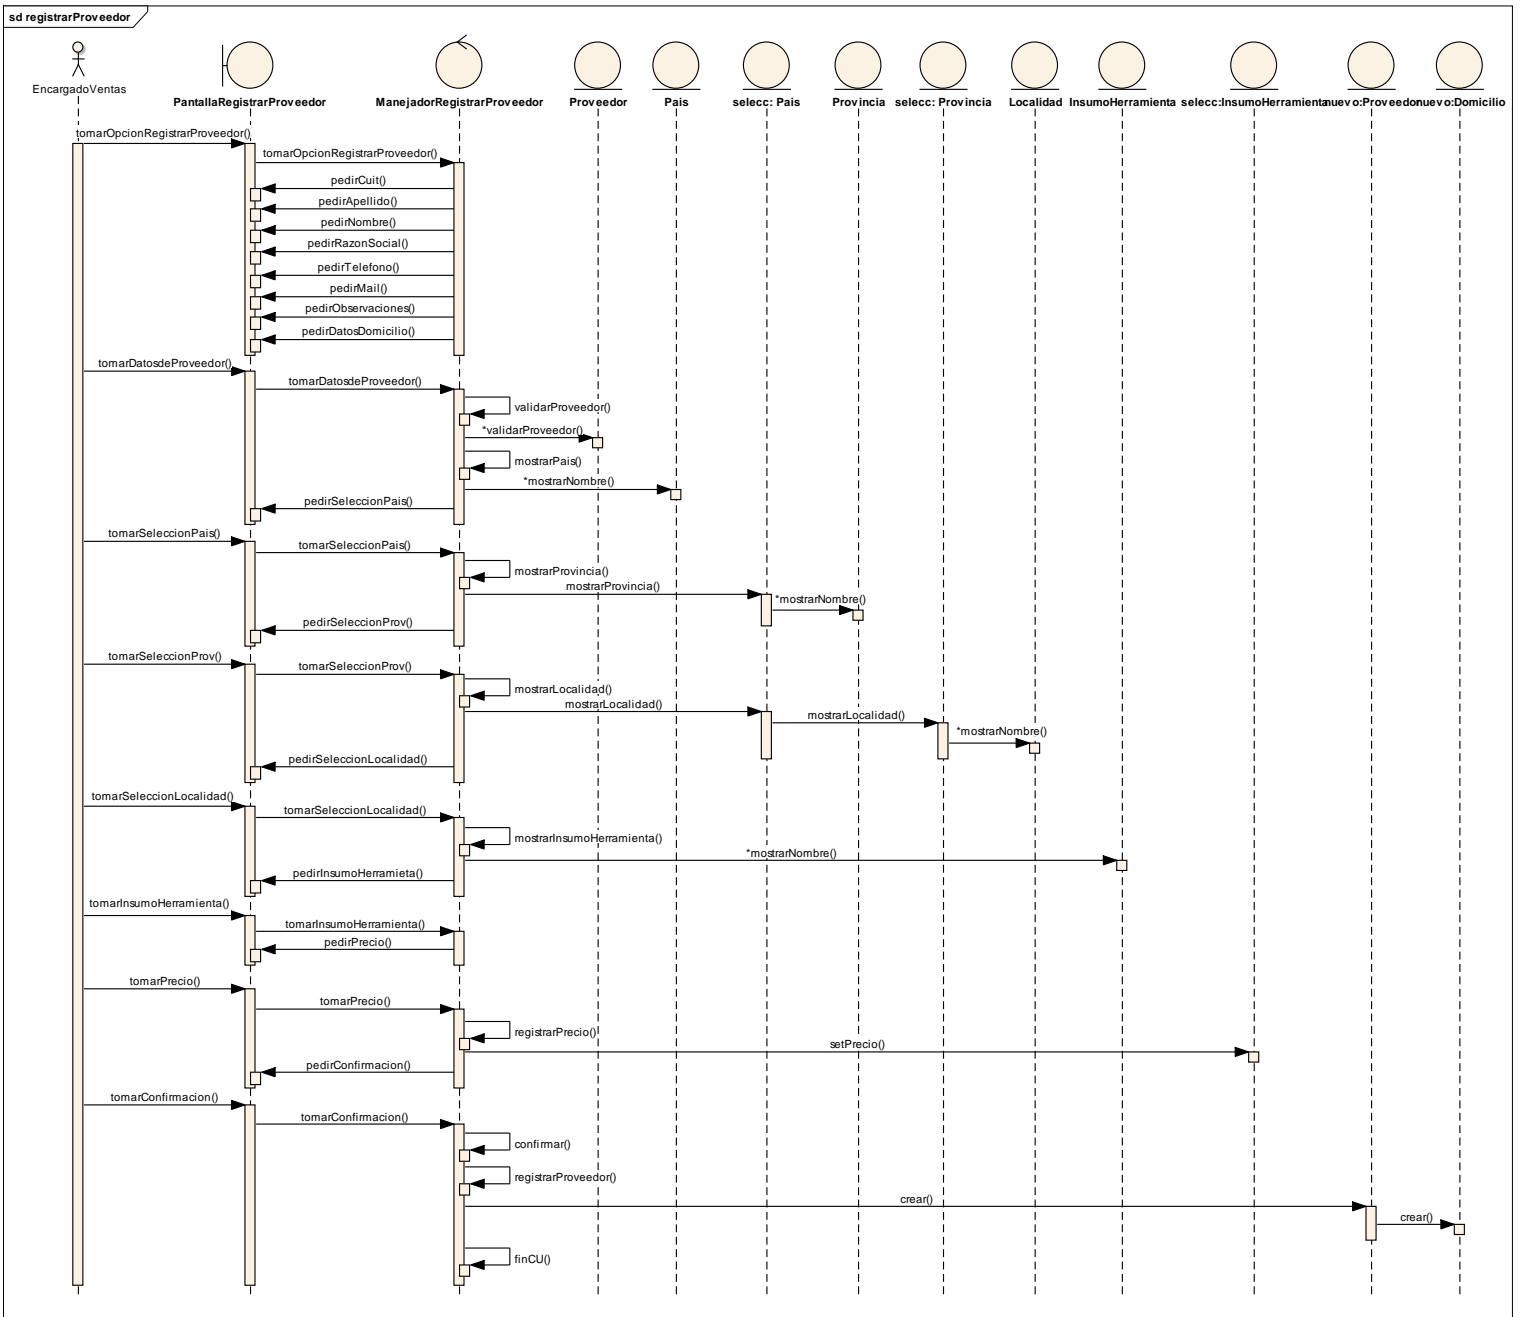 sd registrarProveedor
EncargadoVentas
PantallaRegistrarProveedor
ManejadorRegistrarProveedor
Proveedor
Pais
selecc: Pais
Provincia
selecc: Provincia
Localidad
InsumoHerramienta
selecc:InsumoHerramienta
nuevo:Proveedor
nuevo:Domicilio
tomarOpcionRegistrarProveedor()
tomarOpcionRegistrarProveedor()
pedirCuit()
pedirApellido()
pedirNombre()
pedirRazonSocial()
pedirTelefono()
pedirMail()
pedirObservaciones()
pedirDatosDomicilio()
tomarDatosdeProveedor()
tomarDatosdeProveedor()
validarProveedor()
*validarProveedor()
mostrarPais()
*mostrarNombre()
pedirSeleccionPais()
tomarSeleccionPais()
tomarSeleccionPais()
mostrarProvincia()
mostrarProvincia()
*mostrarNombre()
pedirSeleccionProv()
tomarSeleccionProv()
tomarSeleccionProv()
mostrarLocalidad()
mostrarLocalidad()
mostrarLocalidad()
*mostrarNombre()
pedirSeleccionLocalidad()
tomarSeleccionLocalidad()
tomarSeleccionLocalidad()
mostrarInsumoHerramienta()
*mostrarNombre()
pedirInsumoHerramieta()
tomarInsumoHerramienta()
tomarInsumoHerramienta()
pedirPrecio()
tomarPrecio()
tomarPrecio()
registrarPrecio()
setPrecio()
pedirConfirmacion()
tomarConfirmacion()
tomarConfirmacion()
confirmar()
registrarProveedor()
crear()
crear()
finCU()